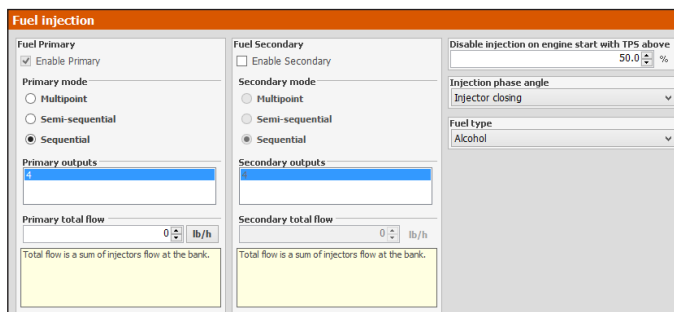 Fuel injection
Fuel Primary
Enable Primary
Primary mode
Multipoint
Semi-sequential
Sequential
Primary outputs
4
Primary total flow
0 lb/h
Total flow is a sum of injectors flow at the bank.
Fuel Secondary
Enable Secondary
Secondary mode
Multipoint
Semi-sequential
Sequential
Secondary outputs
4
Secondary total flow
0 lb/h
Total flow is a sum of injectors flow at the bank.
Disable injection on engine start with TPS above
50.0 %
Injection phase angle
Injector closing
Fuel type
Alcohol